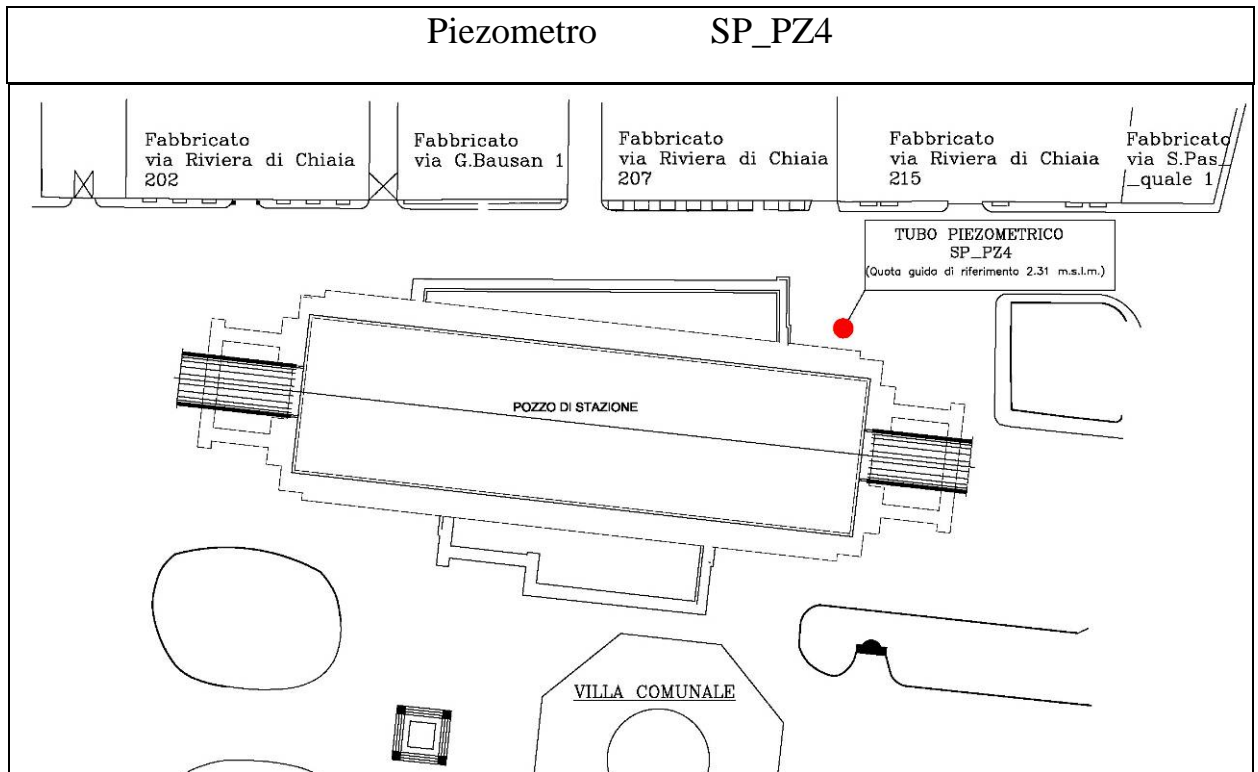 Piezometro SP_PZ4
Fabbricato
via Riviera di Chiaia
202
Fabbricato
via G.Bausan 1
Fabbricato
via Riviera di Chiaia
207
Fabbricato
via Riviera di Chiaia
215
Fabbricato
via S.Pas_
_quale 1
TUBO PIEZOMETRICO
SP_PZ4
(Quota guida di riferimento 2.31 m.s.l.m.)
POZZO DI STAZIONE
VILLA COMUNALE